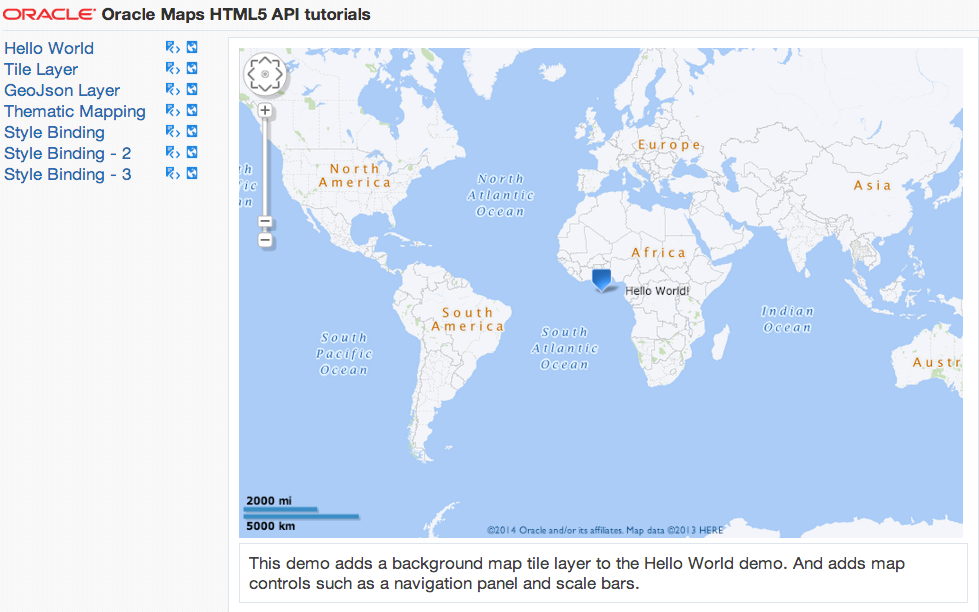 ORACLE® Oracle Maps HTML5 API tutorials
Hello World
Tile Layer
GeoJson Layer
Thematic Mapping
Style Binding
Style Binding - 2
Style Binding - 3
North
America
North
Atlantic
Ocean
Europe
Asia
Africa
Hello World!
South
America
South
Pacific
Ocean
South
Atlantic
Ocean
Indian
Ocean
Austr
2000 mi
5000 km
©2014 Oracle and/or its affiliates. Map data ©2013 HERE
This demo adds a background map tile layer to the Hello World demo. And adds map
controls such as a navigation panel and scale bars.